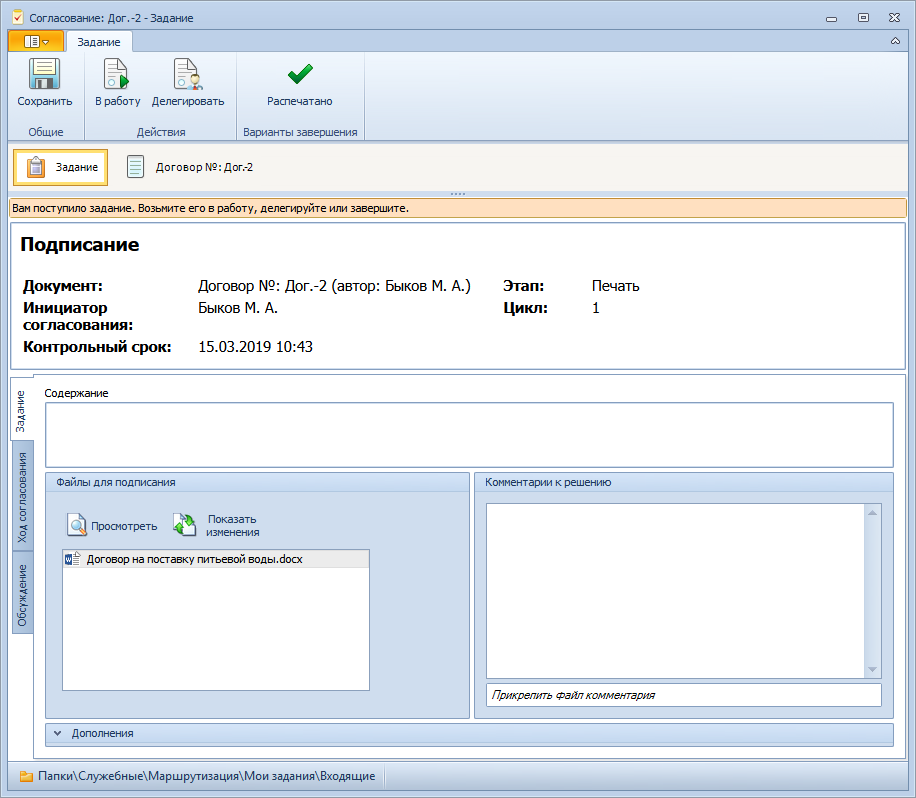 Согласование: Дог.-2 - Задание
Задание
Сохранить
В работу
Делегировать
Распечатано
Общие
Действия
Варианты завершения
Задание
Договор №: Дог.-2
Вам поступило задание. Возьмите его в работу, делегируйте или завершите.
Подписание
Документ: Договор №: Дог.-2 (автор: Быков М. А.) Этап: Печать
Инициатор согласования: Быков М. А. Цикл: 1
Контрольный срок: 15.03.2019 10:43
Задание
Ход согласования
Обсуждение
Содержание
Файлы для подписания
Просмотреть
Показать
изменения
Договор на поставку питьевой воды.docx
Комментарии к решению
Прикрепить файл комментария
Дополнения
Папки\Служебные\Маршрутизация\Мои задания\Входящие